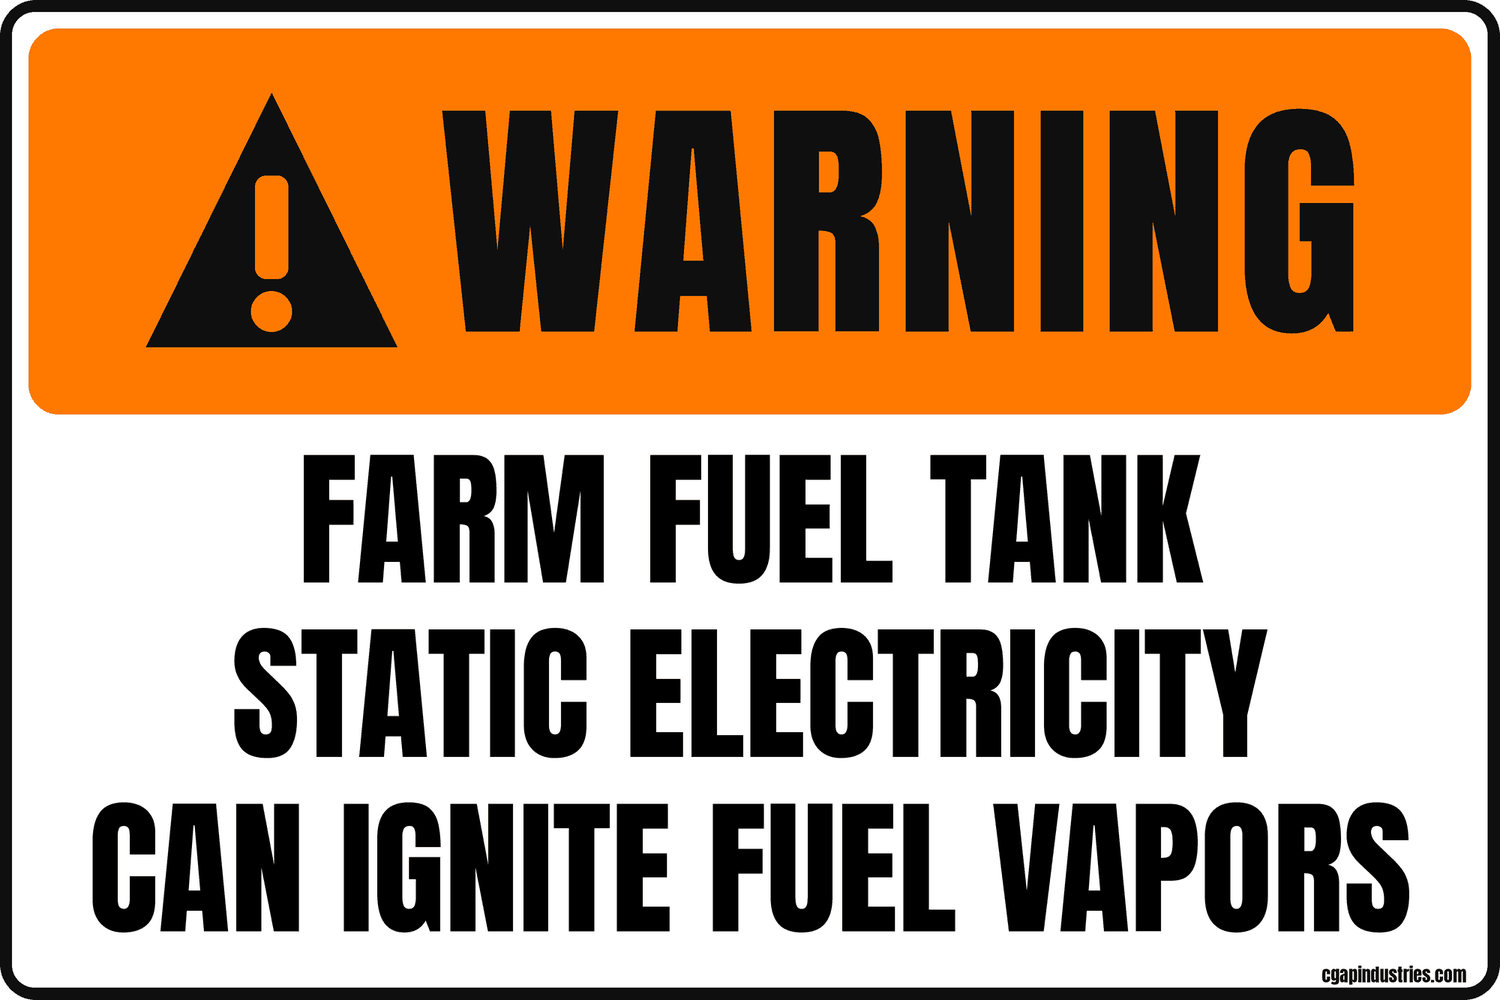 WARNING
FARM FUEL TANK
STATIC ELECTRICITY
CAN IGNITE FUEL VAPORS
cgapindustries.com